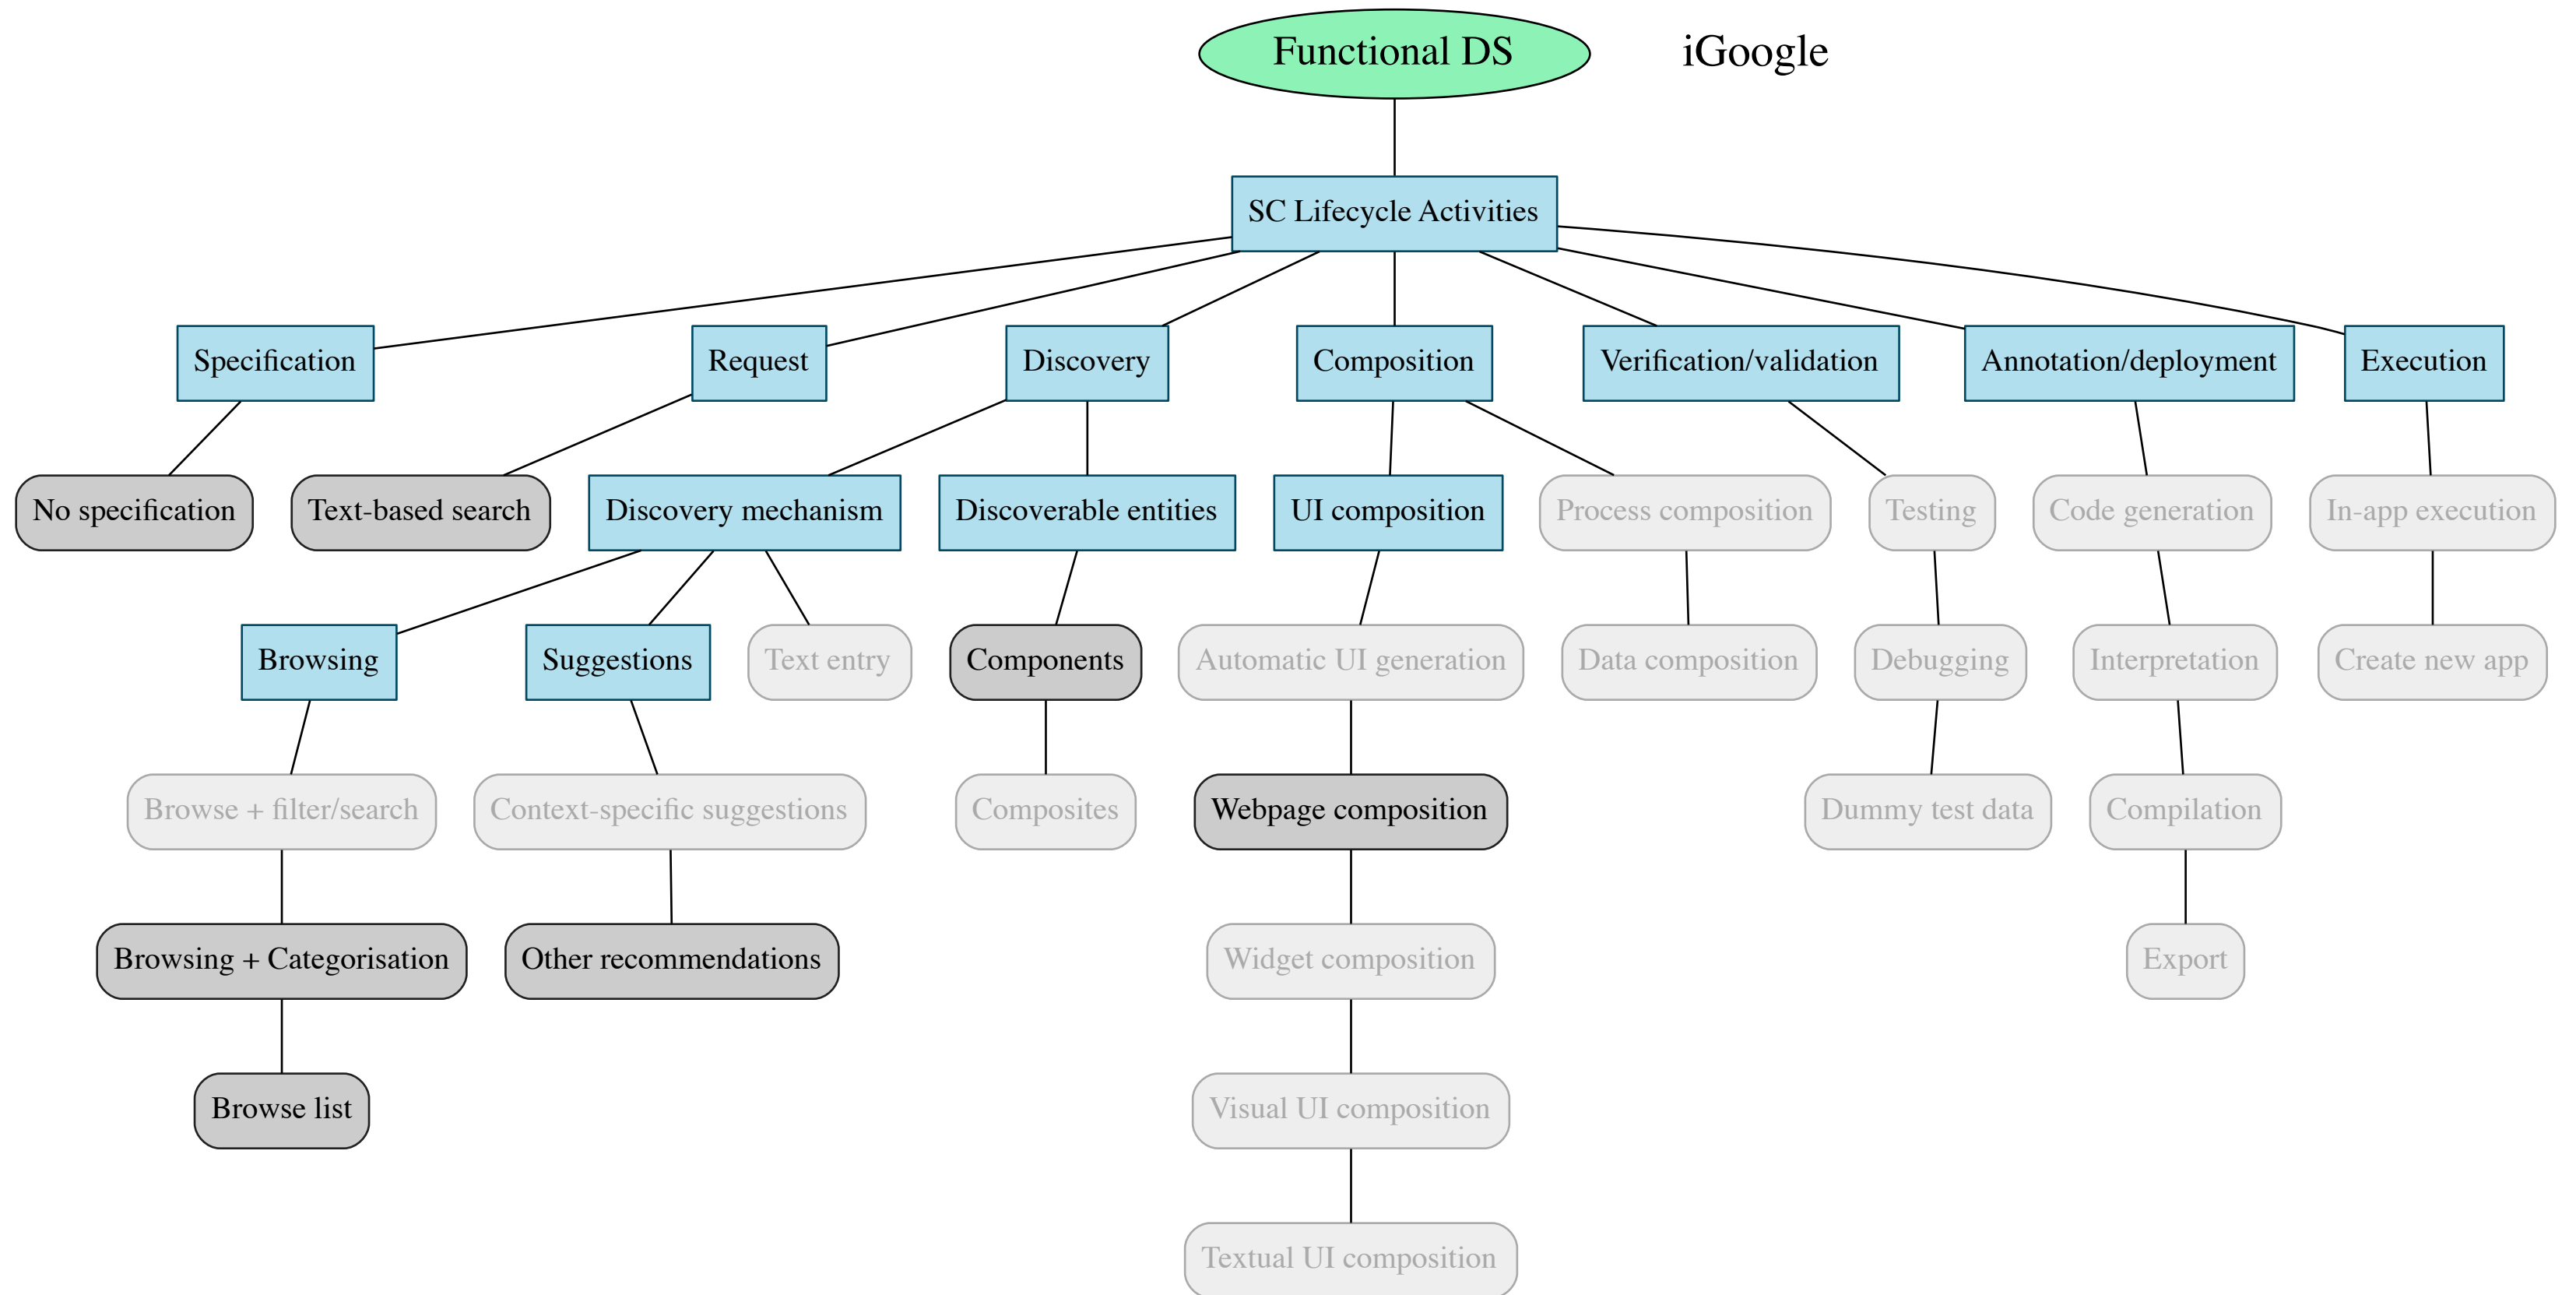 Functional DS
iGoogle
SC Lifecycle Activities
Specification
Request
Discovery
Composition
Verification/validation
Annotation/deployment
Execution
No specification
Text-based search
Discovery mechanism
Discoverable entities
UI composition
Process composition
Testing
Code generation
In-app execution
Browsing
Suggestions
Text entry
Components
Automatic UI generation
Data composition
Debugging
Interpretation
Create new app
Browse + filter/search
Context-specific suggestions
Composites
Webpage composition
Dummy test data
Compilation
Browsing + Categorisation
Other recommendations
Widget composition
Export
Browse list
Visual UI composition
Textual UI composition